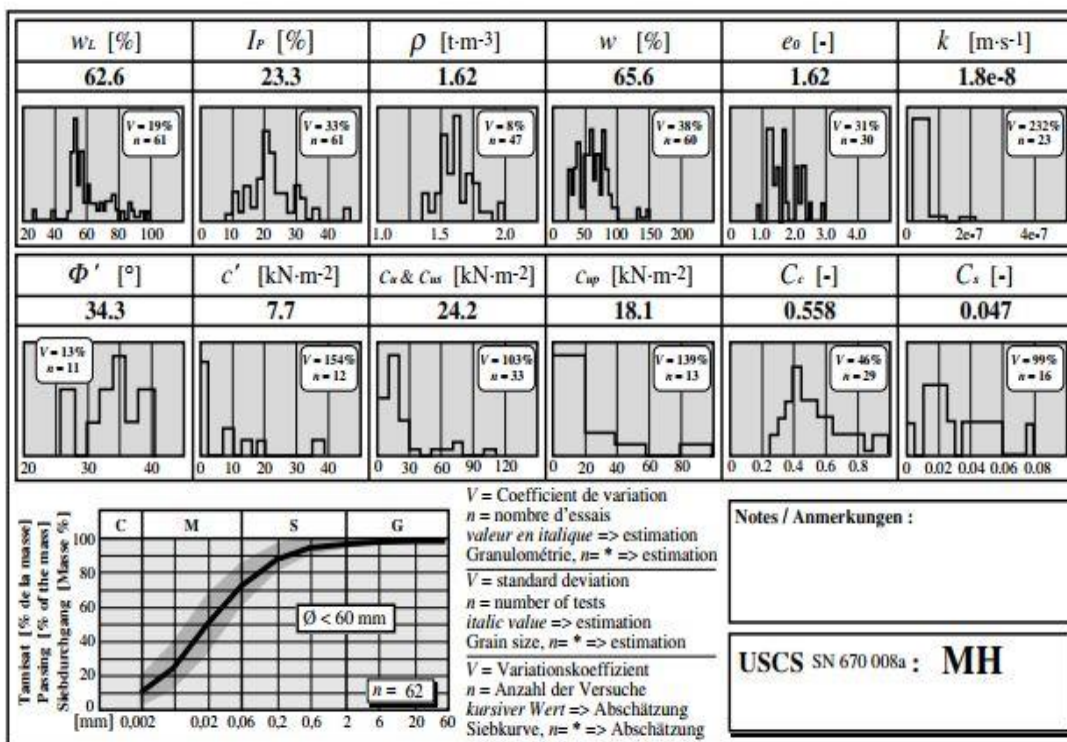 wL [%] IP [%] ρ [t·m-3] w [%] e0 [-] k [m·s-1]
62.6 23.3 1.62 65.6 1.62 1.8e-8
V = 19% V = 33% V = 8% V = 38% V = 31% V = 232%
n = 61 n = 61 n = 47 n = 60 n = 30 n = 23
20 40 60 80 100 0 10 20 30 40 1.0 1.5 2.0 0 50 100 150 200 0 1.0 2.0 3.0 4.0 0 2e-7 4e-7
Φ' [°] c' [kN·m-2] Cu & Cus [kN·m-2] Cup [kN·m-2] Cc [-] Cs [-]
34.3 7.7 24.2 18.1 0.558 0.047
V = 13% V = 154% V = 103% V = 139% V = 46% V = 99%
n = 11 n = 12 n = 33 n = 13 n = 29 n = 16
20 30 40 0 10 20 30 40 0 30 60 90 120 0 20 40 60 80 0 0.2 0.4 0.6 0.8 0 0.02 0.04 0.06 0.08
Tamisat [% de la masse]
Passing [% of the mass]
Siebdurchgang [Masse %]
C M S G
100
80
60
40
20
0
Ø < 60 mm
n = 62
[mm] 0,002 0,02 0,06 0,2 0,6 2 6 20 60
V = Coefficient de variation
n = nombre d'essais
valeur en italique => estimation
Granulométrie, n= * => estimation
V = standard deviation
n = number of tests
italic value => estimation
Grain size, n= * => estimation
V = Variationskoeffizient
n = Anzahl der Versuche
kursiver Wert => Abschätzung
Siebkurve, n= * => Abschätzung
Notes / Anmerkungen :
USCS SN 670 008a : MH